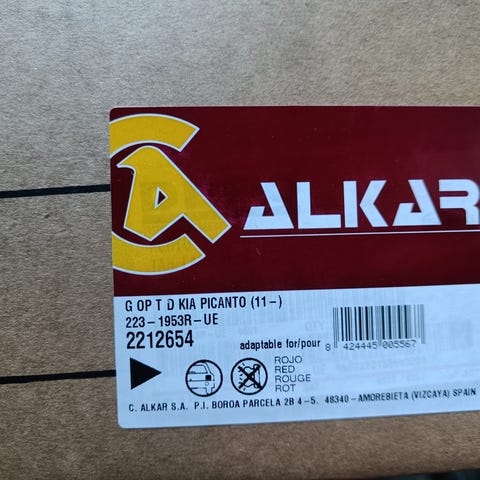 ALKAR
G OP T D KIA PICANTO (11-)
223-1953R-UE
2212654
adaptable for/pour
8 424445 005567
ROJO
RED
ROUGE
ROT
C. ALKAR S.A. P.I. BOROA PARCELA 2B 4-5. 48340-AMOREBIETA (VIZCAYA) SPAIN